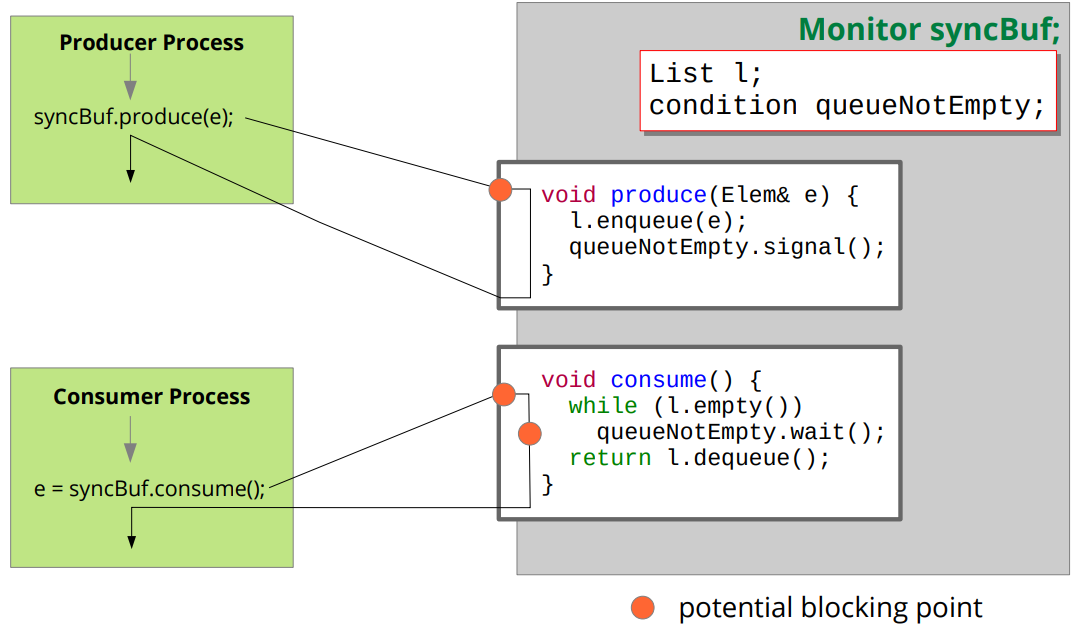 Producer Process
syncBuf.produce(e);
Monitor syncBuf;
List l;
condition queueNotEmpty;
void produce(Elem& e) {
l.enqueue(e);
queueNotEmpty.signal();
}
Consumer Process
e = syncBuf.consume();
void consume() {
while (l.empty())
queueNotEmpty.wait();
return l.dequeue();
}
potential blocking point